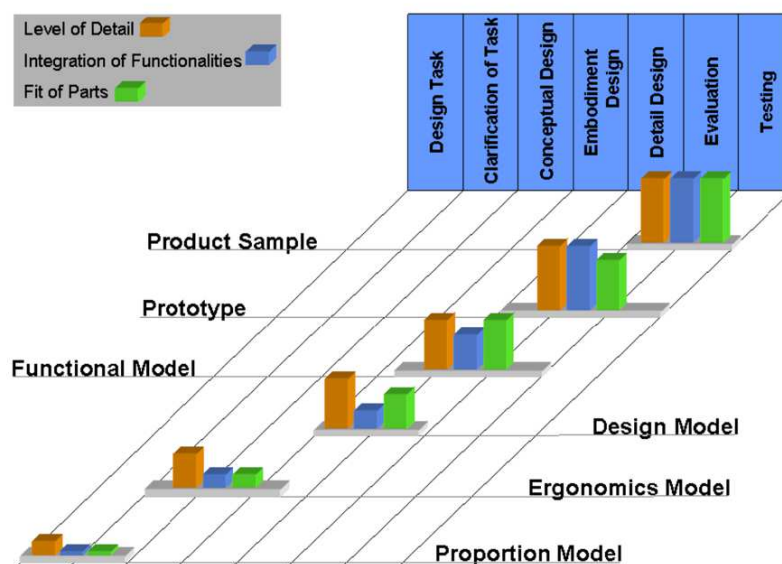 Level of Detail
Integration of Functionalities
Fit of Parts
Design Task
Clarification of Task
Conceptual Design
Embodiment
Design
Detail Design
Evaluation
Testing
Product Sample
Prototype
Functional Model
Design Model
Ergonomics Model
Proportion Model